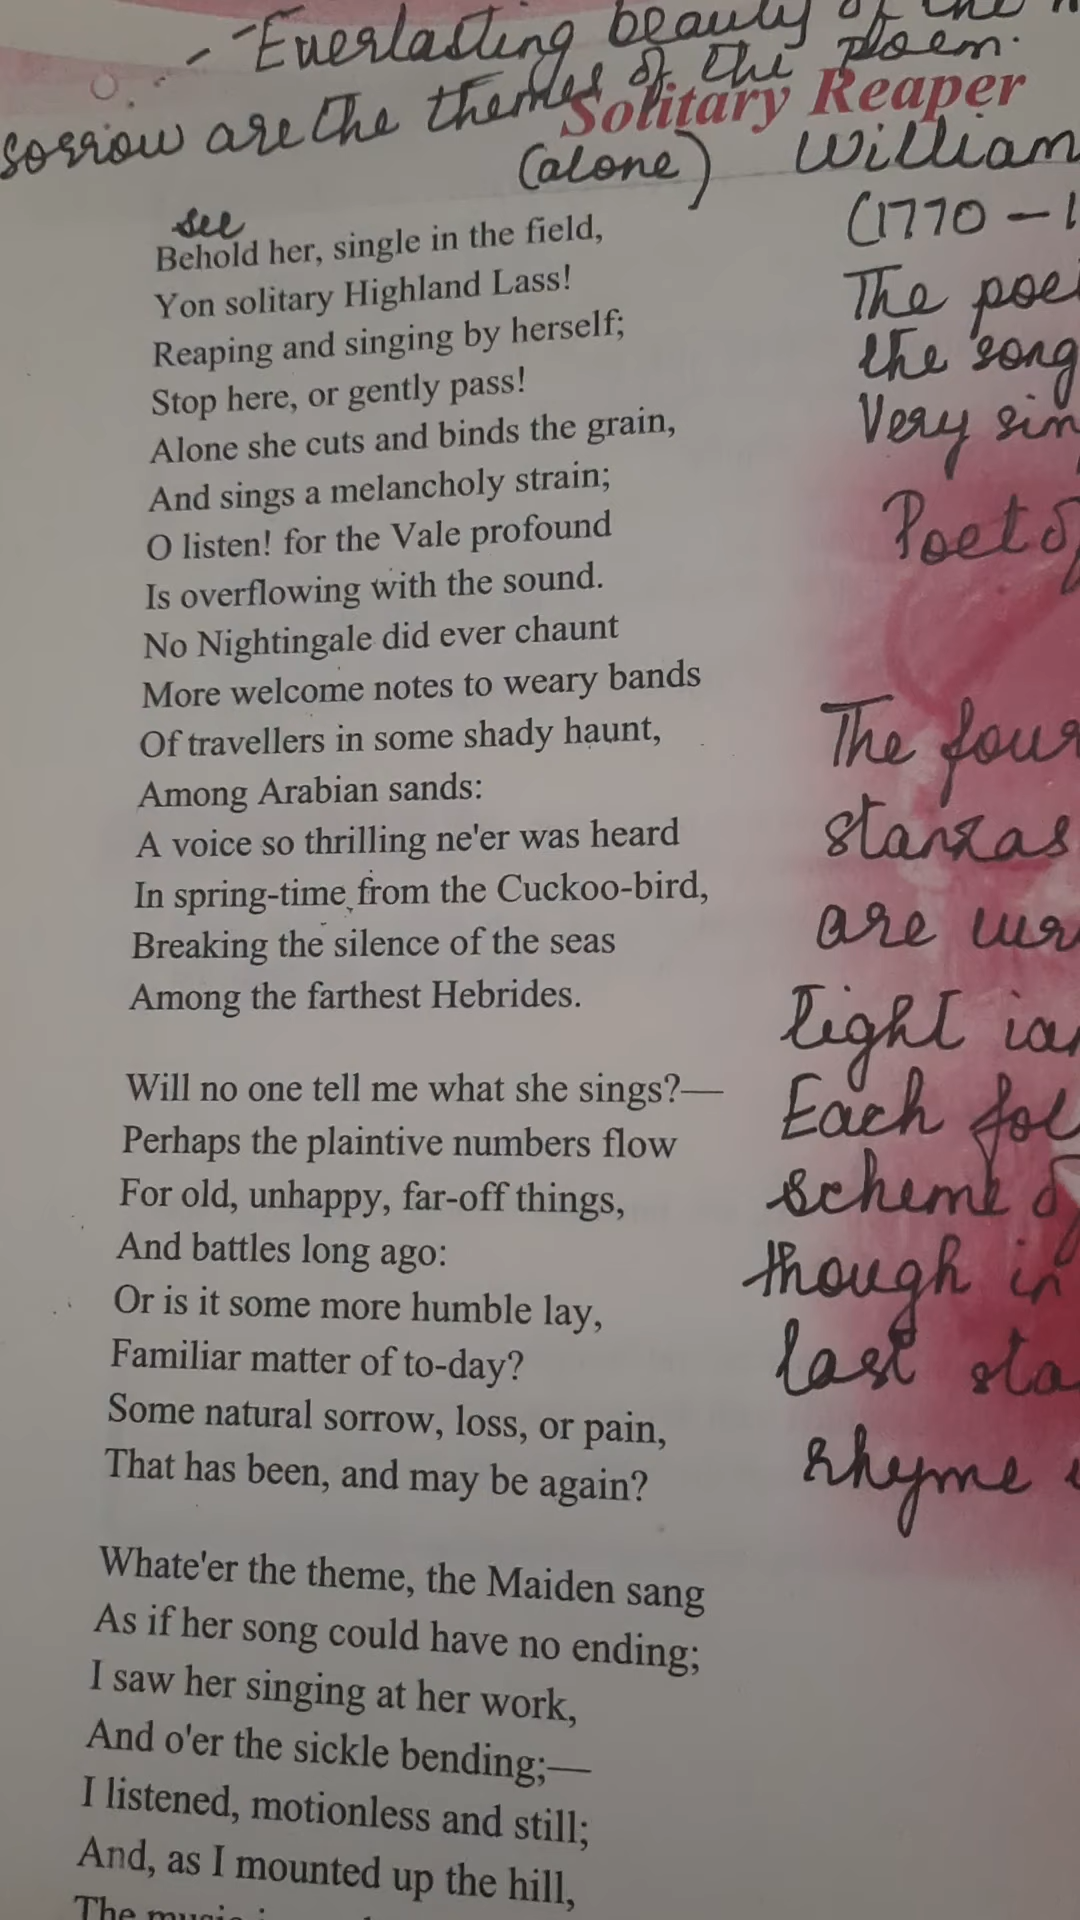 - Everlasting beauty of the
sorrow are the themes of the poem.
Solitary Reaper
(alone) William
(1770 - 1
see
Behold her, single in the field,
Yon solitary Highland Lass!
Reaping and singing by herself;
Stop here, or gently pass!
Alone she cuts and binds the grain,
And sings a melancholy strain;
O listen! for the Vale profound
Is overflowing with the sound.
No Nightingale did ever chaunt
More welcome notes to weary bands
Of travellers in some shady haunt,
Among Arabian sands:
A voice so thrilling ne'er was heard
In spring-time from the Cuckoo-bird,
Breaking the silence of the seas
Among the farthest Hebrides.
Will no one tell me what she sings?—
Perhaps the plaintive numbers flow
For old, unhappy, far-off things,
And battles long ago:
Or is it some more humble lay,
Familiar matter of to-day?
Some natural sorrow, loss, or pain,
That has been, and may be again?
Whate'er the theme, the Maiden sang
As if her song could have no ending;
I saw her singing at her work,
And o'er the sickle bending;—
I listened, motionless and still;
And, as I mounted up the hill,
The music
The poe
the song
Very sin
Poet
The four
stanzas
are wr
tight ia
Each fol
scheme
though in
last sta
rhyme